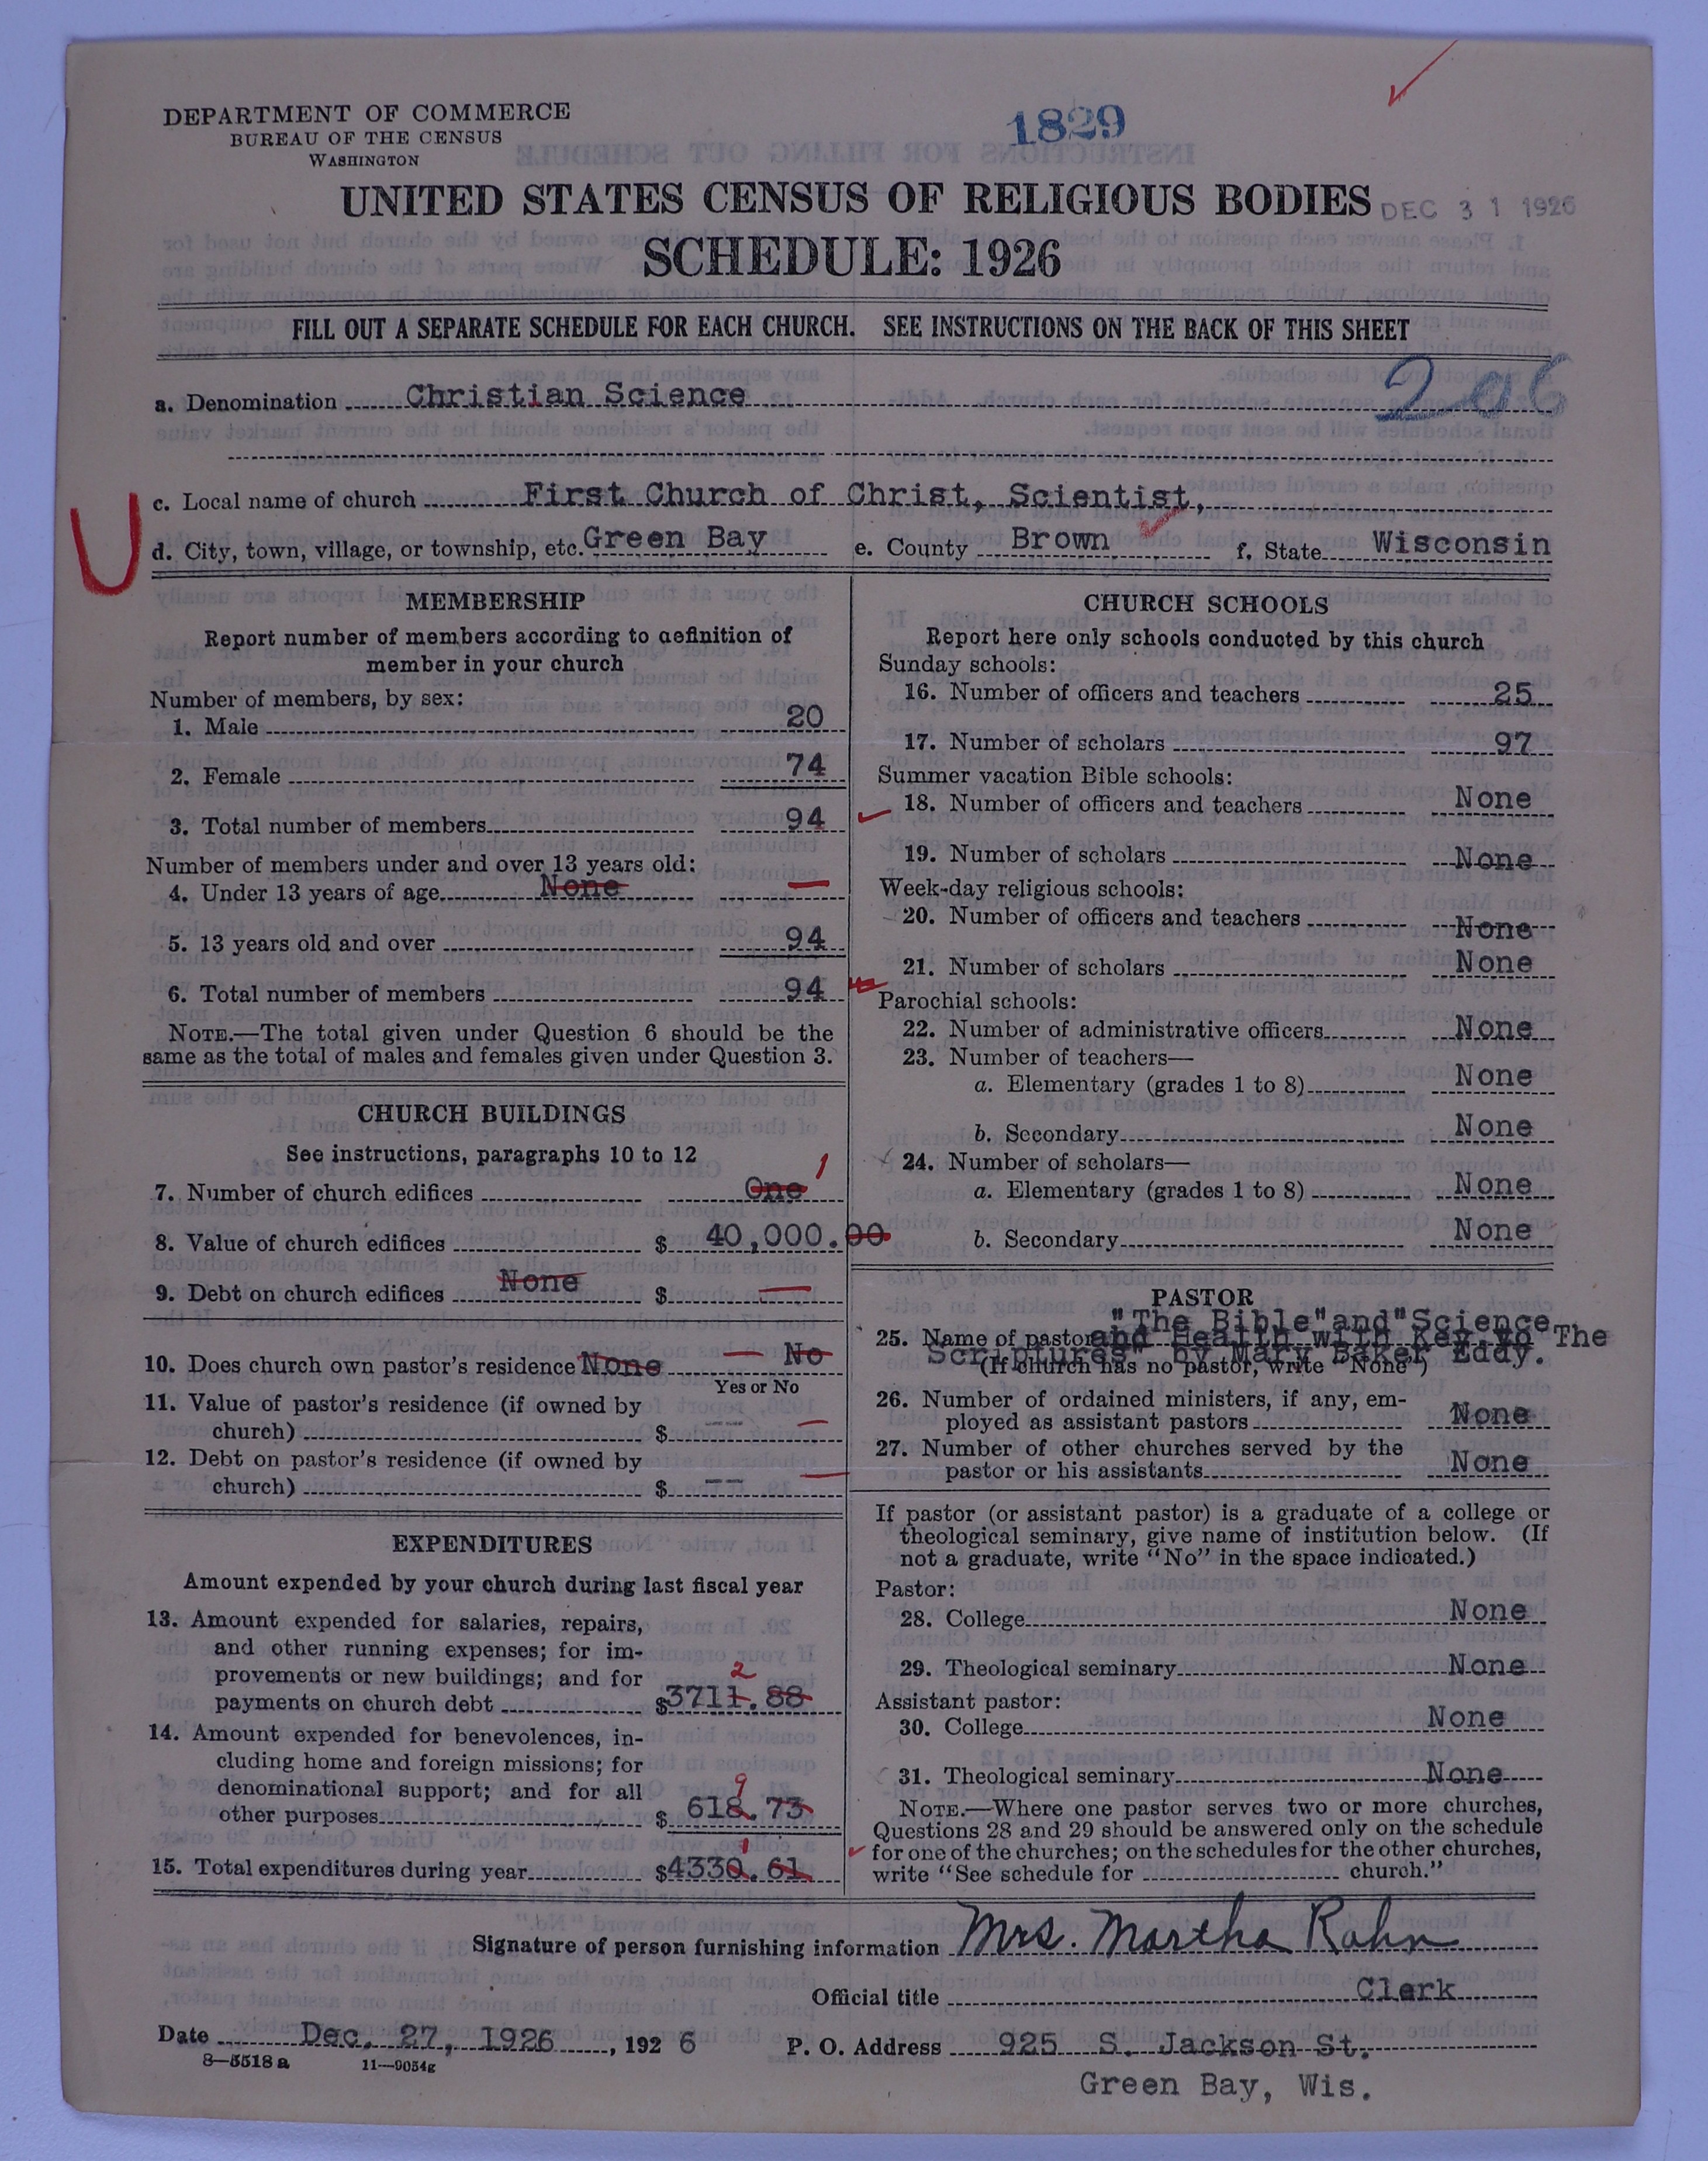 DEPARTMENT OF COMMERCE
BUREAU OF THE CENSUS
WASHINGTON
1829
UNITED STATES CENSUS OF RELIGIOUS BODIES
DEC 31 1926
SCHEDULE: 1926
FILL OUT A SEPARATE SCHEDULE FOR EACH CHURCH. SEE INSTRUCTIONS ON THE BACK OF THIS SHEET
206
a. Denomination Christian Science
c. Local name of church First Church of Christ, Scientist,
d. City, town, village, or township, etc. Green Bay e. County Brown f. State Wisconsin
U
MEMBERSHIP
Report number of members according to definition of
member in your church
Number of members, by sex:
1. Male 20
2. Female 74
3. Total number of members 94
Number of members under and over 13 years old:
4. Under 13 years of age None —
5. 13 years old and over 94
6. Total number of members 94
NOTE.—The total given under Question 6 should be the
same as the total of males and females given under Question 3.
CHURCH BUILDINGS
See instructions, paragraphs 10 to 12
7. Number of church edifices One 1
8. Value of church edifices $ 40,000.00
9. Debt on church edifices None $ —
10. Does church own pastor's residence None — No
Yes or No
11. Value of pastor's residence (if owned by
church) $ -- —
12. Debt on pastor's residence (if owned by
church) $ -- —
EXPENDITURES
Amount expended by your church during last fiscal year
13. Amount expended for salaries, repairs,
and other running expenses; for im-
provements or new buildings; and for 2
payments on church debt $3711.88
14. Amount expended for benevolences, in-
cluding home and foreign missions; for
denominational support; and for all 9
other purposes $ 618.73
1
15. Total expenditures during year $4330.61
CHURCH SCHOOLS
Report here only schools conducted by this church
Sunday schools:
16. Number of officers and teachers 25
17. Number of scholars 97
Summer vacation Bible schools:
18. Number of officers and teachers None
19. Number of scholars None
Week-day religious schools:
20. Number of officers and teachers None
21. Number of scholars None
Parochial schools:
22. Number of administrative officers None
23. Number of teachers—
a. Elementary (grades 1 to 8) None
b. Secondary None
24. Number of scholars—
a. Elementary (grades 1 to 8) None
b. Secondary None
PASTOR
"The Bible"and"Science
25. Name of pastor and Health with Key to The
Scriptures" by Mary Baker Eddy.
(If church has no pastor, write "None")
26. Number of ordained ministers, if any, em-
ployed as assistant pastors None
27. Number of other churches served by the
pastor or his assistants None
If pastor (or assistant pastor) is a graduate of a college or
theological seminary, give name of institution below. (If
not a graduate, write "No" in the space indicated.)
Pastor:
28. College None
29. Theological seminary None
Assistant pastor:
30. College None
31. Theological seminary None
NOTE.—Where one pastor serves two or more churches,
Questions 28 and 29 should be answered only on the schedule
for one of the churches; on the schedules for the other churches,
write "See schedule for church."
Signature of person furnishing information Mrs. Martha Rahn
Official title Clerk
Date Dec. 27, 1926, 192 6 P. O. Address 925 S. Jackson St.
8—5518 a 11—9054g
Green Bay, Wis.